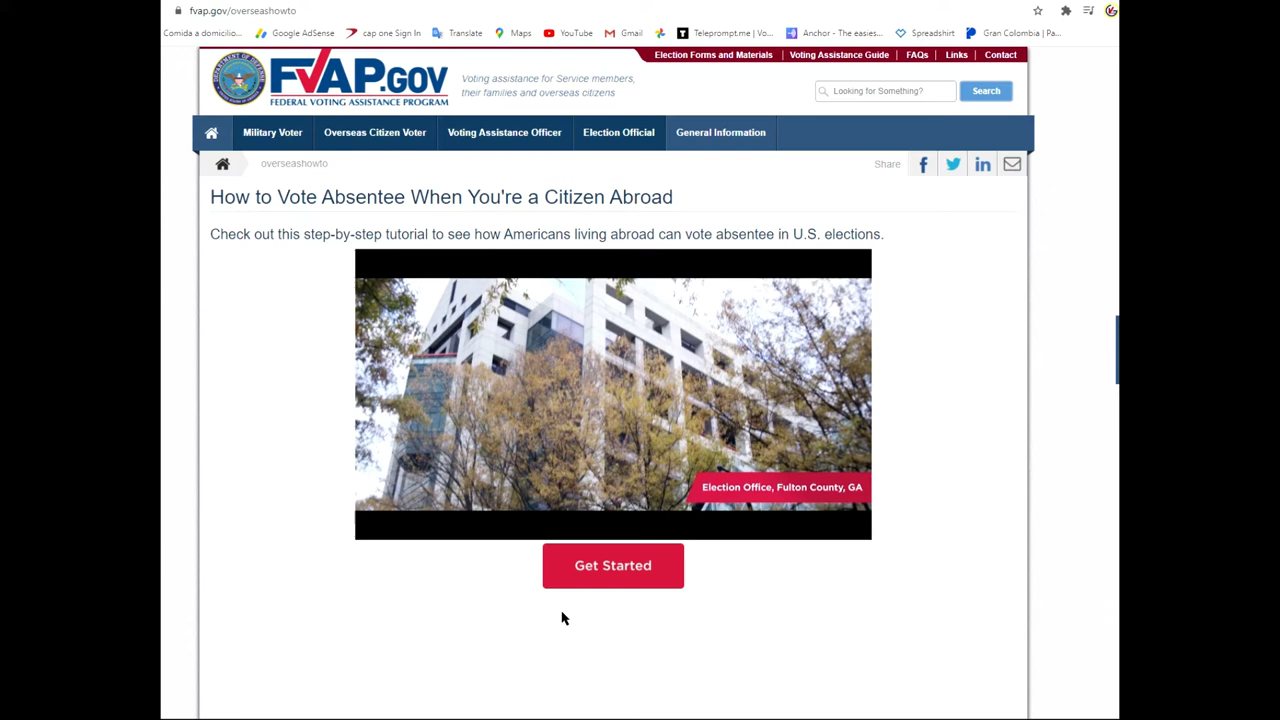 fvap.gov/overseashowto
Comida a domicilio... Google AdSense cap one Sign In Translate Maps YouTube Gmail Teleprompt.me | Vo... Anchor - The easies... Spreadshirt Gran Colombia | Pa...
Election Forms and Materials | Voting Assistance Guide | FAQs | Links | Contact
FVAP.GOV
FEDERAL VOTING ASSISTANCE PROGRAM
Voting assistance for Service members,
their families and overseas citizens
Looking for Something? Search
Military Voter Overseas Citizen Voter Voting Assistance Officer Election Official General Information
overseashowto Share
How to Vote Absentee When You're a Citizen Abroad
Check out this step-by-step tutorial to see how Americans living abroad can vote absentee in U.S. elections.
Election Office, Fulton County, GA
Get Started